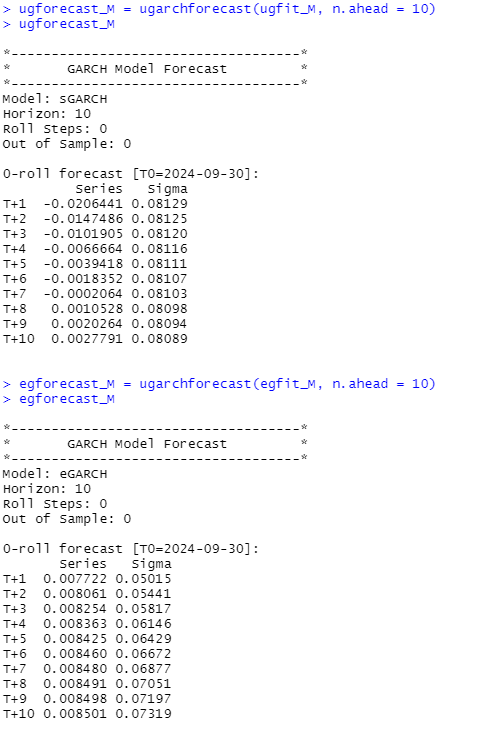 > ugforecast_M = ugarchforecast(ugfit_M, n.ahead = 10)
> ugforecast_M
*------------------------------------*
*       GARCH Model Forecast         *
*------------------------------------*
Model: sGARCH
Horizon: 10
Roll Steps: 0
Out of Sample: 0
0-roll forecast [T0=2024-09-30]:
         Series   Sigma
T+1  -0.0206441 0.08129
T+2  -0.0147486 0.08125
T+3  -0.0101905 0.08120
T+4  -0.0066664 0.08116
T+5  -0.0039418 0.08111
T+6  -0.0018352 0.08107
T+7  -0.0002064 0.08103
T+8   0.0010528 0.08098
T+9   0.0020264 0.08094
T+10  0.0027791 0.08089
> egforecast_M = ugarchforecast(egfit_M, n.ahead = 10)
> egforecast_M
*------------------------------------*
*       GARCH Model Forecast         *
*------------------------------------*
Model: eGARCH
Horizon: 10
Roll Steps: 0
Out of Sample: 0
0-roll forecast [T0=2024-09-30]:
       Series   Sigma
T+1  0.007722 0.05015
T+2  0.008061 0.05441
T+3  0.008254 0.05817
T+4  0.008363 0.06146
T+5  0.008425 0.06429
T+6  0.008460 0.06672
T+7  0.008480 0.06877
T+8  0.008491 0.07051
T+9  0.008498 0.07197
T+10 0.008501 0.07319